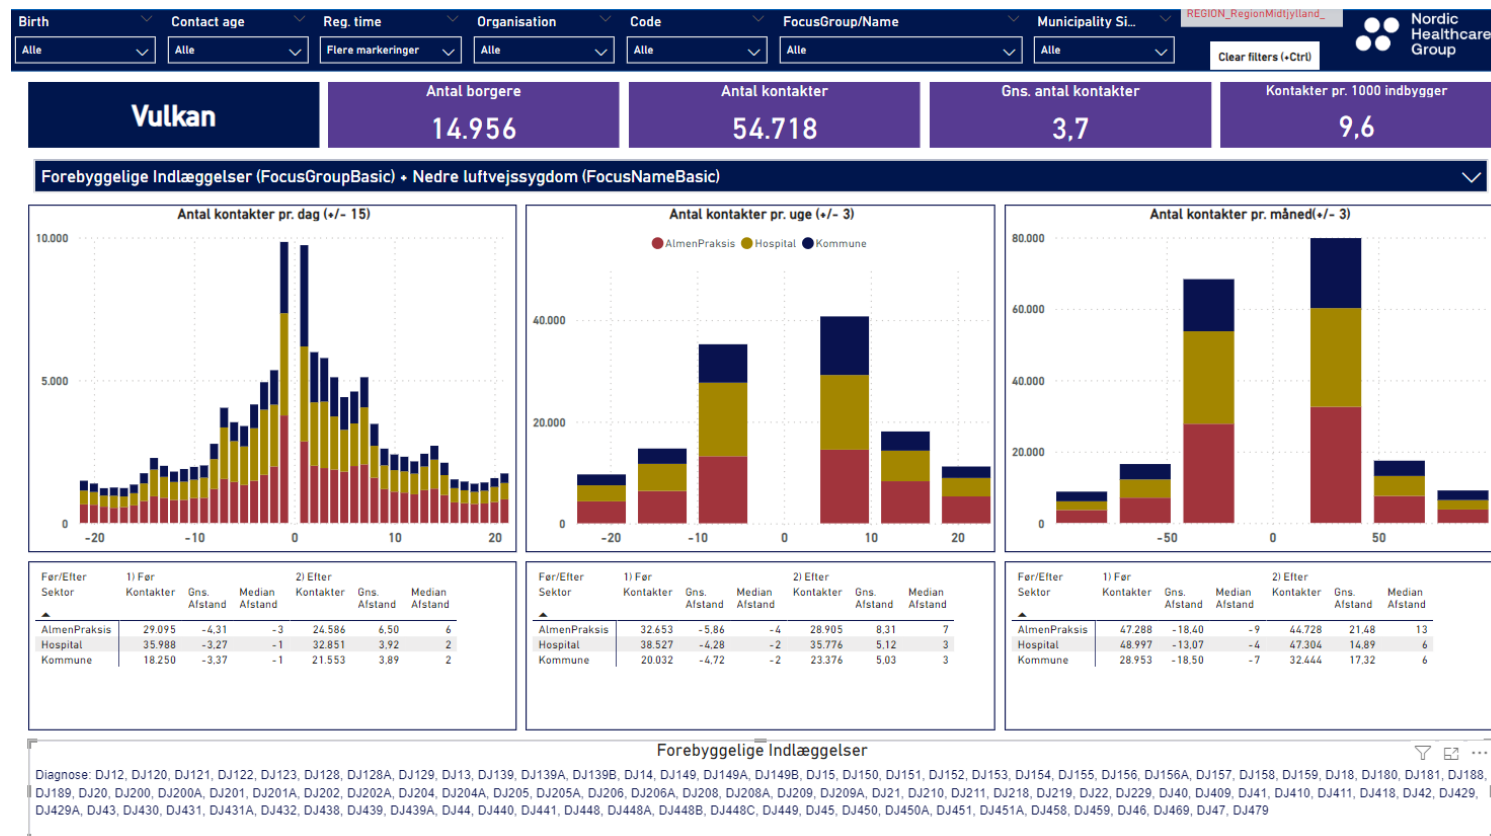 Birth Contact age Reg. time Organisation Code FocusGroup/Name Municipality Si... REGION_RegionMidtjylland_
Alle Alle Flere markeringer Alle Alle Alle Alle Clear filters (+Ctrl)
Nordic
Healthcare
Group
Vulkan
Antal borgere Antal kontakter Gns. antal kontakter Kontakter pr. 1000 indbygger
14.956 54.718 3,7 9,6
Forebyggelige Indlæggelser (FocusGroupBasic) + Nedre luftvejssygdom (FocusNameBasic)
Antal kontakter pr. dag (+/- 15)
10.000
5.000
0
-20 -10 0 10 20
Antal kontakter pr. uge (+/- 3)
AlmenPraksis Hospital Kommune
40.000
20.000
0
-20 -10 0 10 20
Antal kontakter pr. måned(+/- 3)
80.000
60.000
40.000
20.000
0
-50 0 50
Før/Efter 1) Før 2) Efter
Sektor Kontakter Gns. Afstand Median Afstand Kontakter Gns. Afstand Median Afstand
AlmenPraksis 29.095 -4,31 -3 24.586 6,50 6
Hospital 35.988 -3,27 -1 32.851 3,92 2
Kommune 18.250 -3,37 -1 21.553 3,89 2
Før/Efter 1) Før 2) Efter
Sektor Kontakter Gns. Afstand Median Afstand Kontakter Gns. Afstand Median Afstand
AlmenPraksis 32.653 -5,86 -4 28.905 8,31 7
Hospital 38.527 -4,28 -2 35.776 5,12 3
Kommune 20.032 -4,72 -2 23.376 5,03 3
Før/Efter 1) Før 2) Efter
Sektor Kontakter Gns. Afstand Median Afstand Kontakter Gns. Afstand Median Afstand
AlmenPraksis 47.288 -18,40 -9 44.728 21,48 13
Hospital 48.997 -13,07 -4 47.304 14,89 6
Kommune 28.953 -18,50 -7 32.444 17,32 6
Forebyggelige Indlæggelser
Diagnose: DJ12, DJ120, DJ121, DJ122, DJ123, DJ128, DJ128A, DJ129, DJ13, DJ139, DJ139A, DJ139B, DJ14, DJ149, DJ149A, DJ149B, DJ15, DJ150, DJ151, DJ152, DJ153, DJ154, DJ155, DJ156, DJ156A, DJ157, DJ158, DJ159, DJ18, DJ180, DJ181, DJ188,
DJ189, DJ20, DJ200, DJ200A, DJ201, DJ201A, DJ202, DJ202A, DJ204, DJ204A, DJ205, DJ205A, DJ206, DJ206A, DJ208, DJ208A, DJ209, DJ209A, DJ21, DJ210, DJ211, DJ218, DJ219, DJ22, DJ229, DJ40, DJ409, DJ41, DJ410, DJ411, DJ418, DJ42, DJ429,
DJ429A, DJ43, DJ430, DJ431, DJ431A, DJ432, DJ438, DJ439, DJ439A, DJ44, DJ440, DJ441, DJ448, DJ448A, DJ448B, DJ448C, DJ449, DJ45, DJ450, DJ450A, DJ451, DJ451A, DJ458, DJ459, DJ46, DJ469, DJ47, DJ479